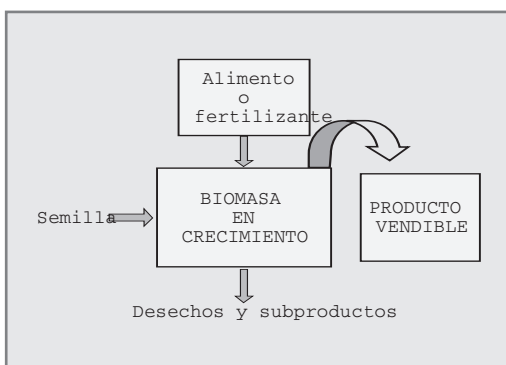 Alimento
o
fertilizante
Semilla
BIOMASA
EN
CRECIMIENTO
PRODUCTO
VENDIBLE
Desechos y subproductos